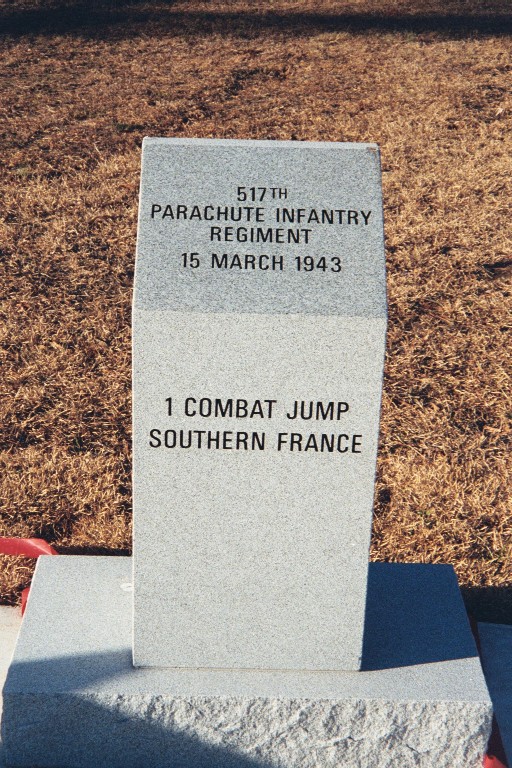 517TH
PARACHUTE INFANTRY
REGIMENT
15 MARCH 1943
1 COMBAT JUMP
SOUTHERN FRANCE